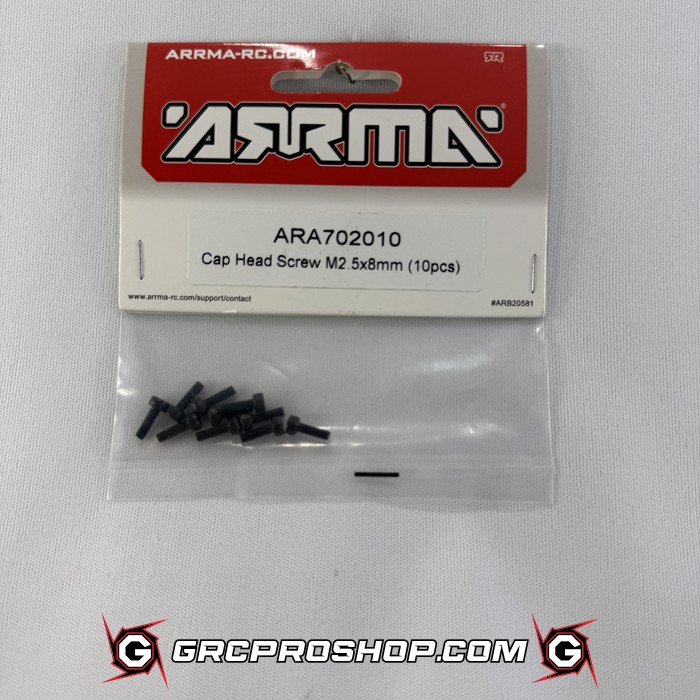 ARRMA-RC.COM
ARRMA®
ARA702010
Cap Head Screw M2.5x8mm (10pcs)
www.arrma-rc.com/support/contact
#ARB20581
G GRCPROSHOP.COM G